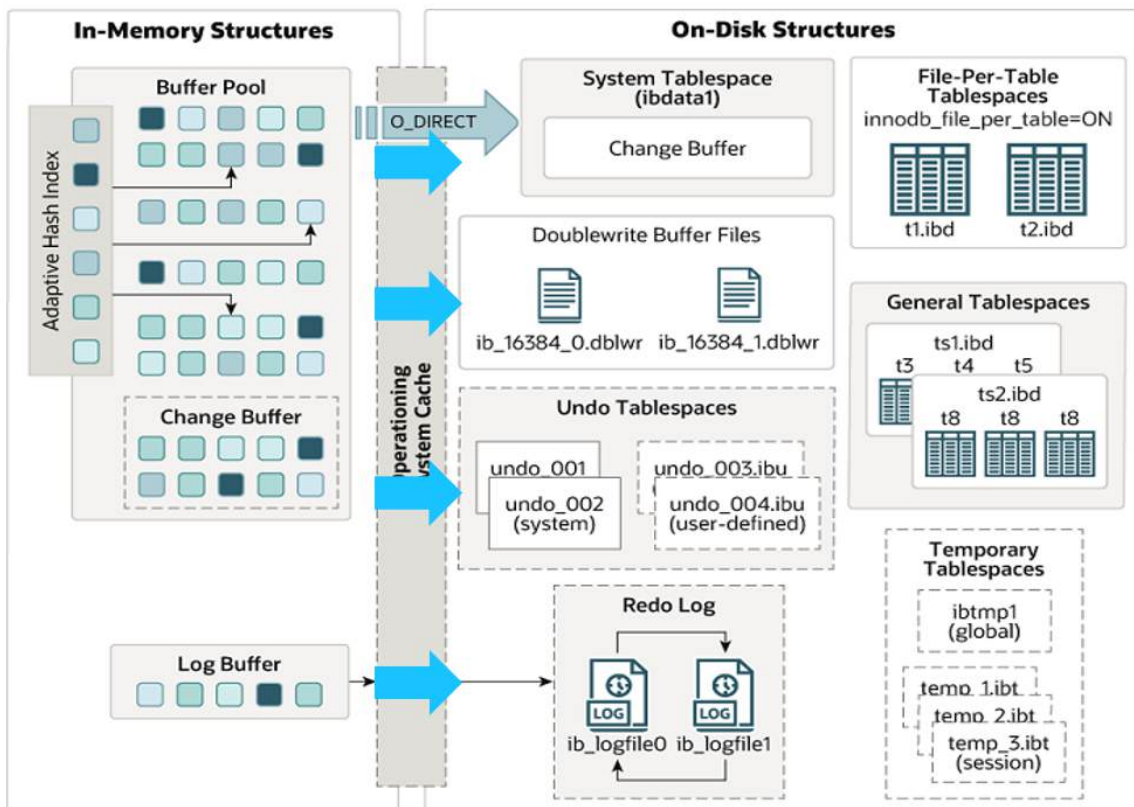 In-Memory Structures
Buffer Pool
Adaptive Hash Index
Change Buffer
Log Buffer
O_DIRECT
Operationing
ystem Cache
On-Disk Structures
System Tablespace
(ibdata1)
Change Buffer
Doublewrite Buffer Files
ib_16384_0.dblwr
ib_16384_1.dblwr
Undo Tablespaces
undo_001
undo_002
(system)
undo_003.ibu
undo_004.ibu
(user-defined)
Redo Log
LOG
LOG
ib_logfile0
ib_logfile1
File-Per-Table
Tablespaces
innodb_file_per_table=ON
t1.ibd
t2.ibd
General Tablespaces
ts1.ibd
t3 t4 t5
ts2.ibd
t8 t8 t8
Temporary
Tablespaces
ibtmp1
(global)
temp_1.ibt
temp_2.ibt
temp_3.ibt
(session)